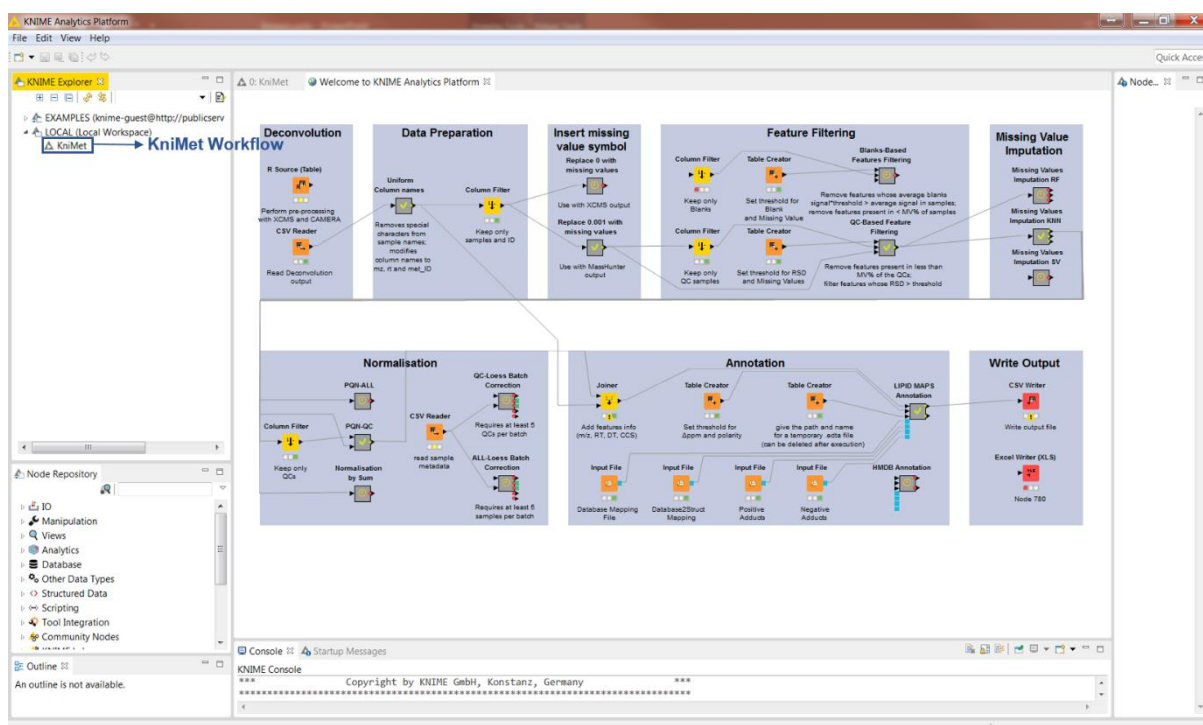 KNIME Analytics Platform
File Edit View Help
Quick Acce
KNIME Explorer
EXAMPLES (knime-guest@http://publicserv
LOCAL (Local Workspace)
KniMet
KniMet Workflow
0: KniMet
Welcome to KNIME Analytics Platform
Node...
Deconvolution
R Source (Table)
Perform pre-processing
with XCMS and CAMERA
CSV Reader
Read Deconvolution
output
Data Preparation
Uniform
Column names
Removes special
characters from
sample names;
modifies
column names to
mz, rt and met_ID
Column Filter
Keep only
samples and ID
Insert missing
value symbol
Replace 0 with
missing values
Use with XCMS output
Replace 0.001 with
missing values
Use with MassHunter
output
Feature Filtering
Column Filter
Keep only
Blanks
Table Creator
Set threshold for
Blank
and Missing Value
Blanks-Based
Features Filtering
Remove features whose average blanks
signal*threshold > average signal in samples;
remove features present in < MV% of samples
Column Filter
Keep only
QC samples
Table Creator
Set threshold for RSD
and Missing Values
QC-Based Feature
Filtering
Remove features present in less than
MV% of the QCs;
filter features whose RSD > threshold
Missing Value
Imputation
Missing Values
Imputation RF
Missing Values
Imputation KNN
Missing Values
Imputation SV
Normalisation
Column Filter
Keep only
QCs
PQN-ALL
PQN-QC
Normalisation
by Sum
CSV Reader
read sample
metadata
QC-Loess Batch
Correction
Requires at least 5
QCs per batch
ALL-Loess Batch
Correction
Requires at least 5
samples per batch
Annotation
Joiner
Add features info
(m/z, RT, DT, CCS)
Table Creator
Set threshold for
Δppm and polarity
Table Creator
give the path and name
for a temporary .edta file
(can be deleted after execution)
LIPID MAPS
Annotation
Input File
Database Mapping
File
Input File
Database2Struct
Mapping
Input File
Positive
Adducts
Input File
Negative
Adducts
HMDB Annotation
Write Output
CSV Writer
Write output file
Excel Writer (XLS)
Node 780
Node Repository
IO
Manipulation
Views
Analytics
Database
Other Data Types
Structured Data
Scripting
Tool Integration
Community Nodes
Outline
An outline is not available.
Console
Startup Messages
KNIME Console
*** Copyright by KNIME GmbH, Konstanz, Germany ***